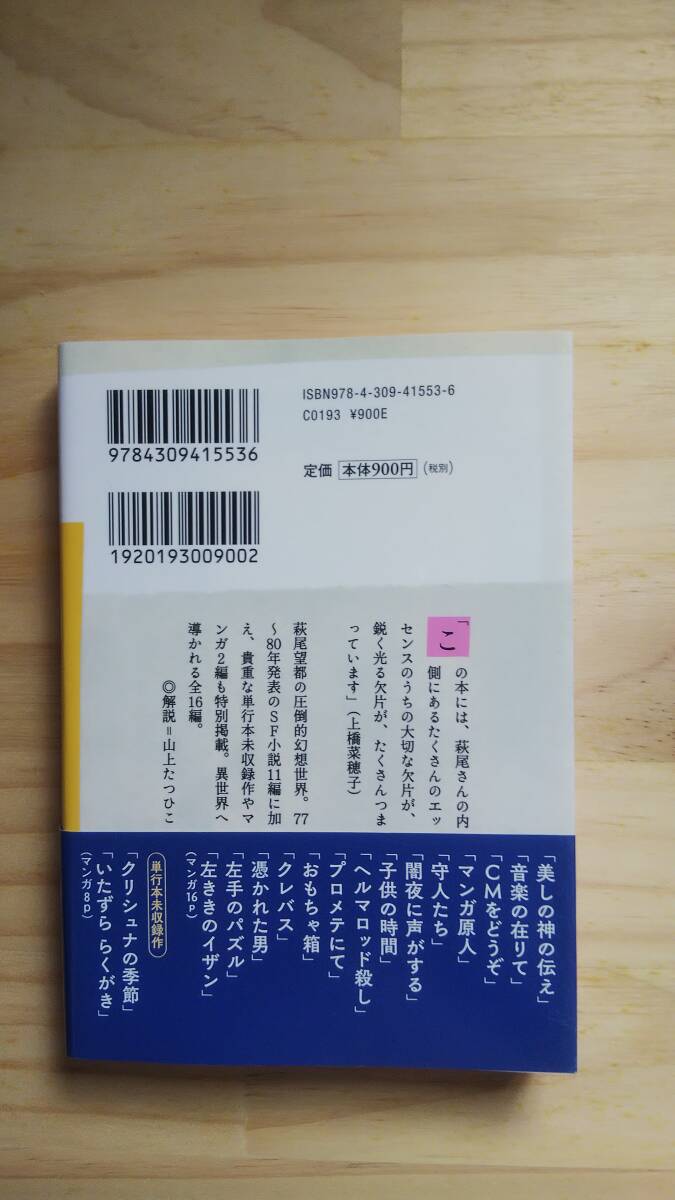 9784309415536
ISBN978-4-309-41553-6
C0193 ¥900E
定価 本体900円（税別）
1920193009002
「この本には、萩尾さんの内
側にあるたくさんのエッ
センスのうちの大切な欠片が、
鋭く光る欠片が、たくさんつま
っています」（上橋菜穂子）
萩尾望都の圧倒的幻想世界。77
～80年発表のSF小説11編に加
え、貴重な単行本未収録作やマ
ンガ2編も特別掲載。異世界へ
導かれる全16編。
◎解説＝山上たつひこ
「美しの神の伝え」
「音楽の在りて」
「CMをどうぞ」
「マンガ原人」
「守人たち」
「闇夜に声がする」
「子供の時間」
「ヘルマロッド殺し」
「プロメテにて」
「おもちゃ箱」
「クレバス」
「憑かれた男」
「左手のパズル」
「左ききのイザン」
（マンガ16p）
単行本未収録作
「クリシュナの季節」
「いたずら らくがき」
（マンガ8p）